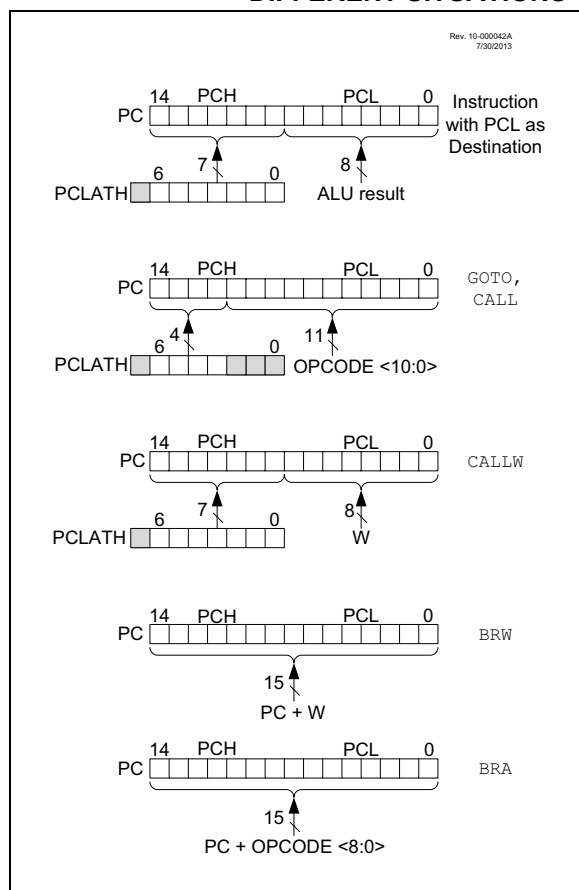 Rev. 10-000042A
7/30/2013
14 PCH PCL 0
PC
Instruction
with PCL as
Destination
7 8
6 0
PCLATH
ALU result
14 PCH PCL 0
PC
GOTO,
CALL
4 11
6 0
PCLATH
OPCODE <10:0>
14 PCH PCL 0
PC
CALLW
7 8
6 0
PCLATH
W
14 PCH PCL 0
PC
BRW
15
PC + W
14 PCH PCL 0
PC
BRA
15
PC + OPCODE <8:0>